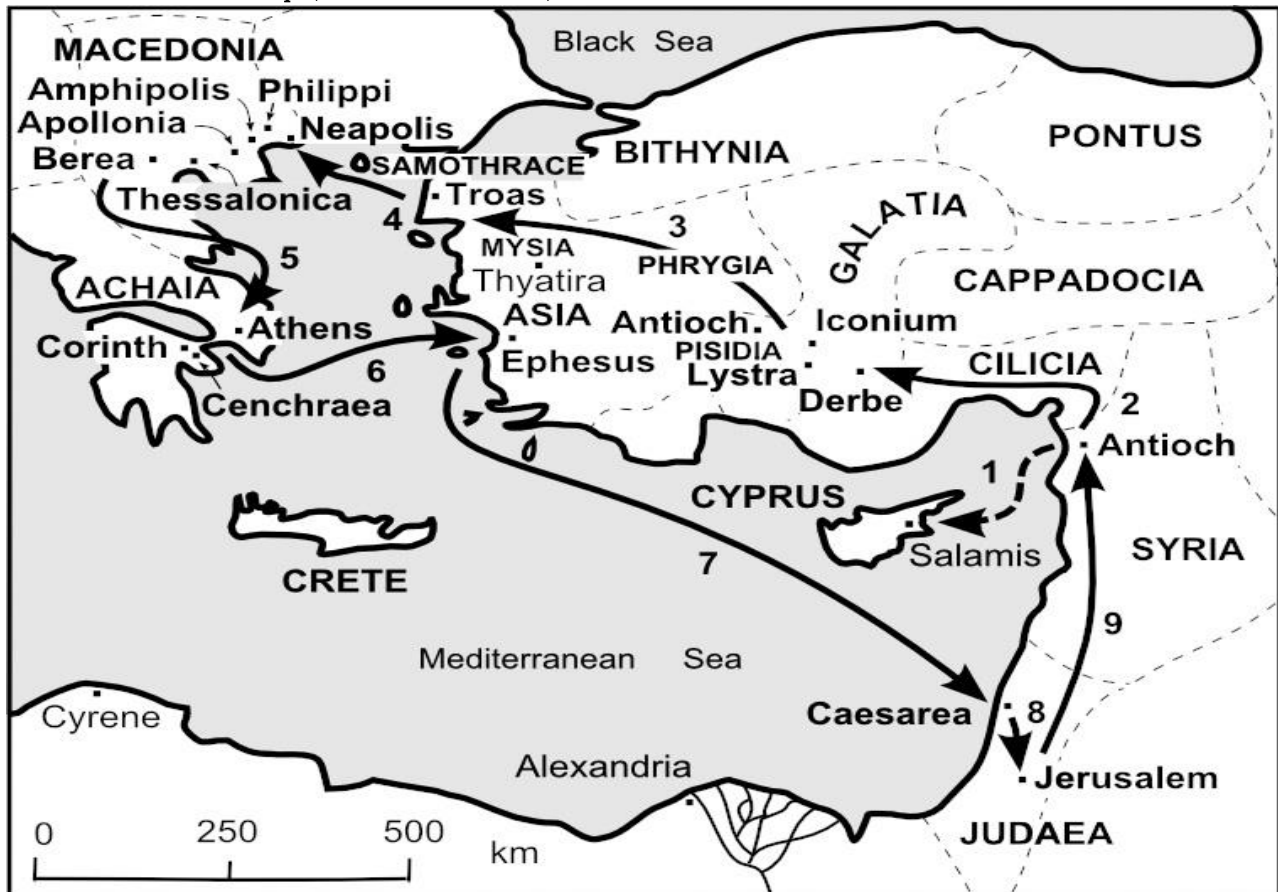 Black Sea
MACEDONIA
Amphipolis
Philippi
Apollonia
Neapolis
Berea
SAMOTHRACE
BITHYNIA
PONTUS
Thessalonica
Troas
4
3
GALATIA
5
MYSIA
PHRYGIA
Thyatira
CAPPADOCIA
ACHAIA
ASIA
Antioch
Iconium
Athens
Corinth
Ephesus
PISIDIA
Lystra
CILICIA
6
Cenchraea
Derbe
2
Antioch
1
CYPRUS
Salamis
SYRIA
7
CRETE
9
Mediterranean Sea
Cyrene
Caesarea
8
Alexandria
Jerusalem
JUDAEA
0 250 500
km